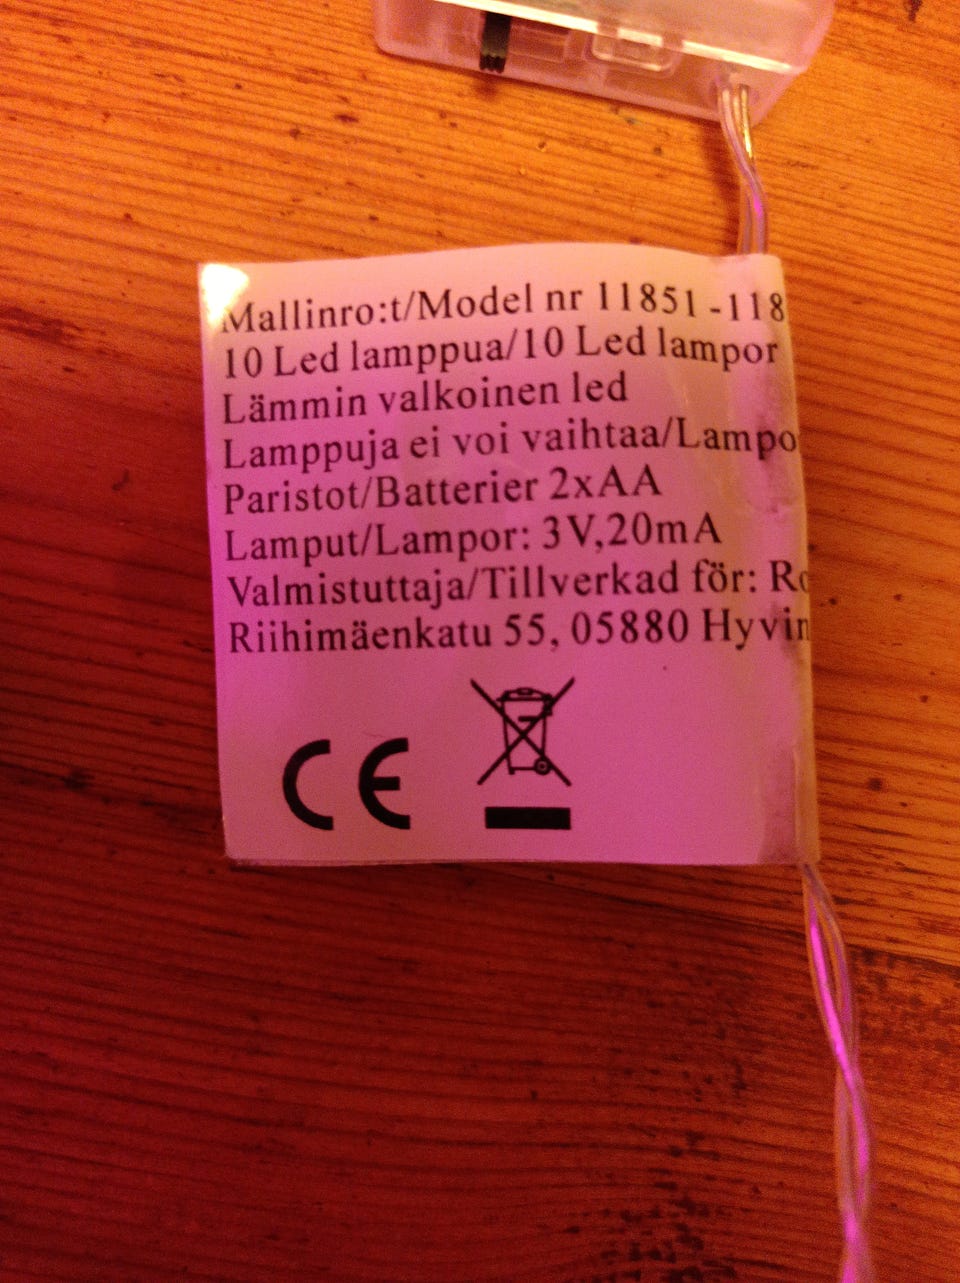 Mallinro:t/Model nr 11851 -118
10 Led lamppua/10 Led lampor
Lämmin valkoinen led
Lamppuja ei voi vaihtaa/Lampo
Paristot/Batterier 2xAA
Lamput/Lampor: 3V,20mA
Valmistuttaja/Tillverkad för:
Riihimäenkatu 55, 05880 Hyvin
CE